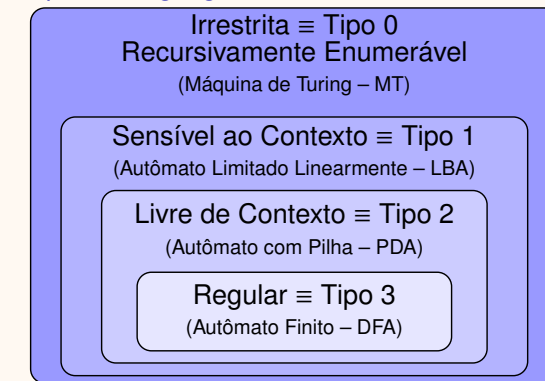 Irrestrita ≡ Tipo 0
Recursivamente Enumerável
(Máquina de Turing – MT)
Sensível ao Contexto ≡ Tipo 1
(Autômato Limitado Linearmente – LBA)
Livre de Contexto ≡ Tipo 2
(Autômato com Pilha – PDA)
Regular ≡ Tipo 3
(Autômato Finito – DFA)